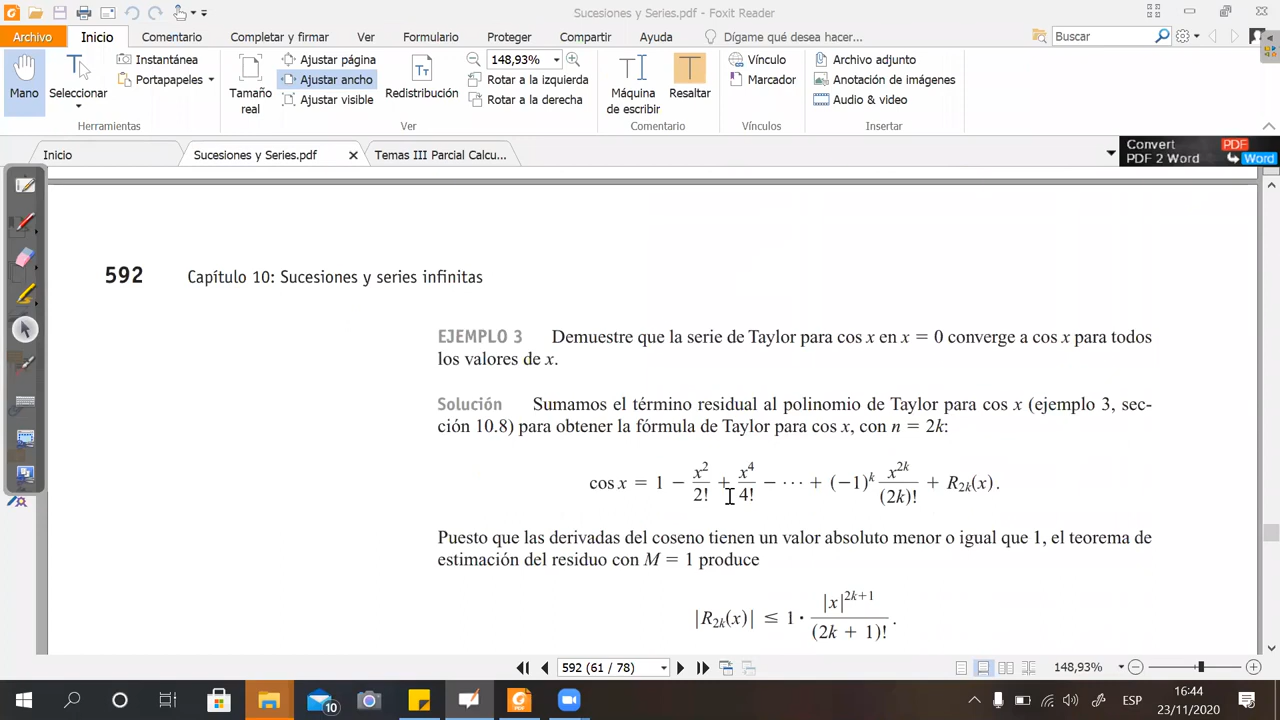 Sucesiones y Series.pdf - Foxit Reader
Archivo Inicio Comentario Completar y firmar Ver Formulario Proteger Compartir Ayuda Dígame qué desea hacer... Buscar
Mano
Seleccionar
Instantánea
Portapapeles
Herramientas
Tamaño real
Ajustar página
Ajustar ancho
Ajustar visible
Redistribución
148,93%
Rotar a la izquierda
Rotar a la derecha
Ver
Máquina de escribir
Resaltar
Comentario
Vínculo
Marcador
Vínculos
Archivo adjunto
Anotación de imágenes
Audio & video
Insertar
Inicio Sucesiones y Series.pdf Temas III Parcial Calcu...
Convert PDF
PDF 2 Word Word
592 Capítulo 10: Sucesiones y series infinitas
EJEMPLO 3 Demuestre que la serie de Taylor para cos x en x = 0 converge a cos x para todos
los valores de x.
Solución Sumamos el término residual al polinomio de Taylor para cos x (ejemplo 3, sec-
ción 10.8) para obtener la fórmula de Taylor para cos x, con n = 2k:
cos x = 1 − x²/2! + x⁴/4! − ··· + (−1)ᵏ x²ᵏ/(2k)! + R₂ₖ(x).
Puesto que las derivadas del coseno tienen un valor absoluto menor o igual que 1, el teorema de
estimación del residuo con M = 1 produce
|R₂ₖ(x)| ≤ 1 · |x|²ᵏ⁺¹/(2k + 1)! .
592 (61 / 78) 148,93%
10
ESP
16:44
23/11/2020